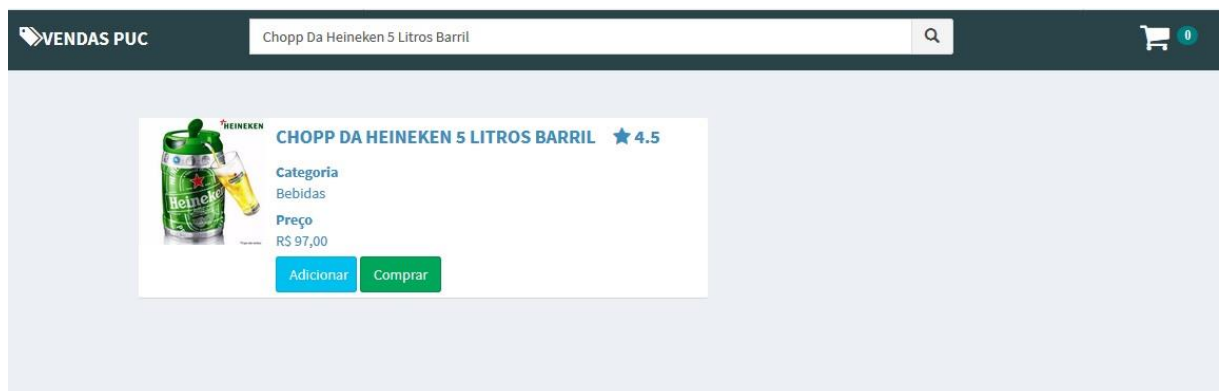 VENDAS PUC
Chopp Da Heineken 5 Litros Barril
0
HEINEKEN
CHOPP DA HEINEKEN 5 LITROS BARRIL 4.5
Categoria
Bebidas
Heineken
Preço
R$ 97,00
Adicionar Comprar